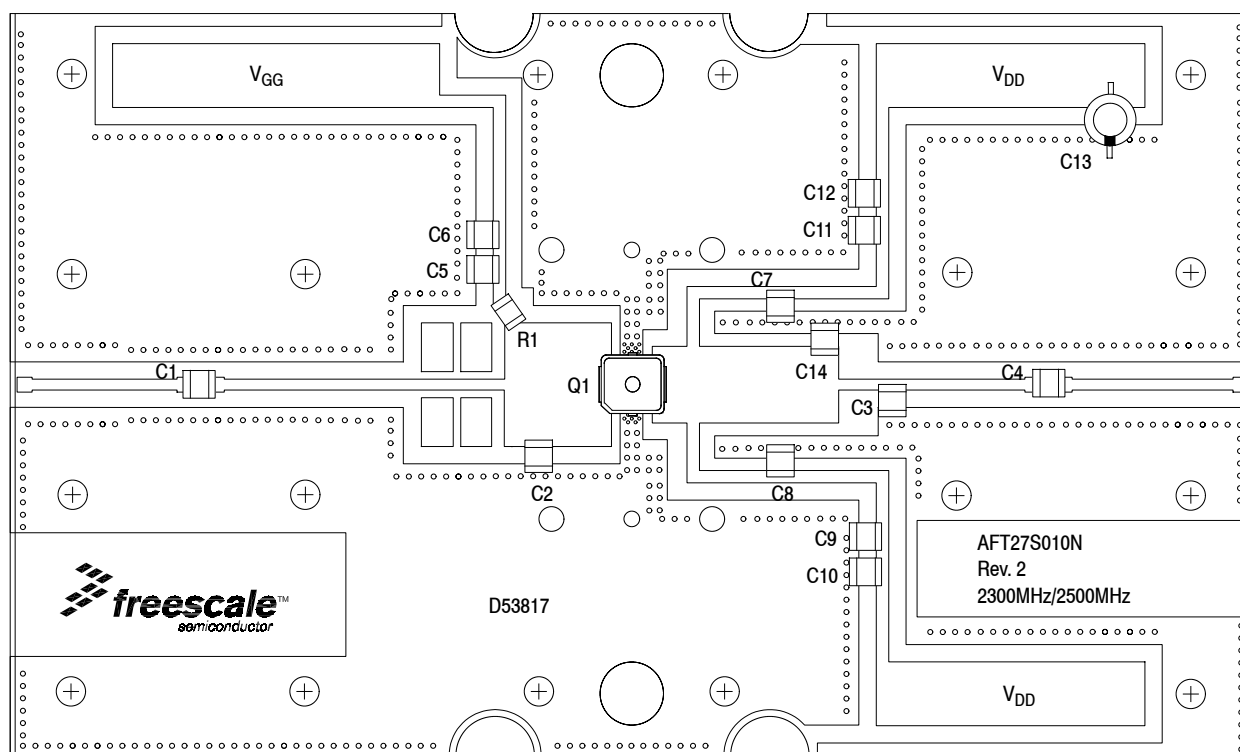 VGG
VDD
C13
C12
C11
C6
C5
C7
R1
C14
C1
C4
Q1
C3
C2
C8
C9
C10
AFT27S010N
Rev. 2
2300MHz/2500MHz
freescale™
semiconductor
D53817
VDD